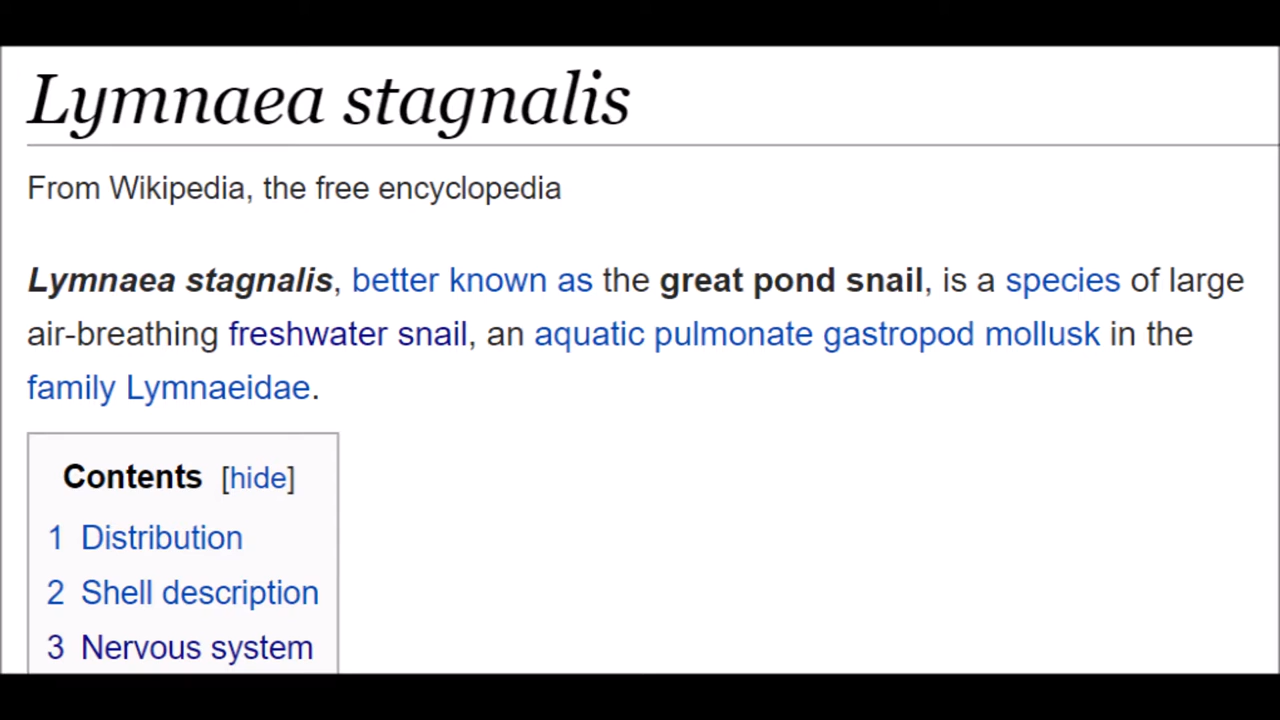 Lymnaea stagnalis
From Wikipedia, the free encyclopedia
Lymnaea stagnalis, better known as the great pond snail, is a species of large
air-breathing freshwater snail, an aquatic pulmonate gastropod mollusk in the
family Lymnaeidae.
Contents [hide]
1 Distribution
2 Shell description
3 Nervous system